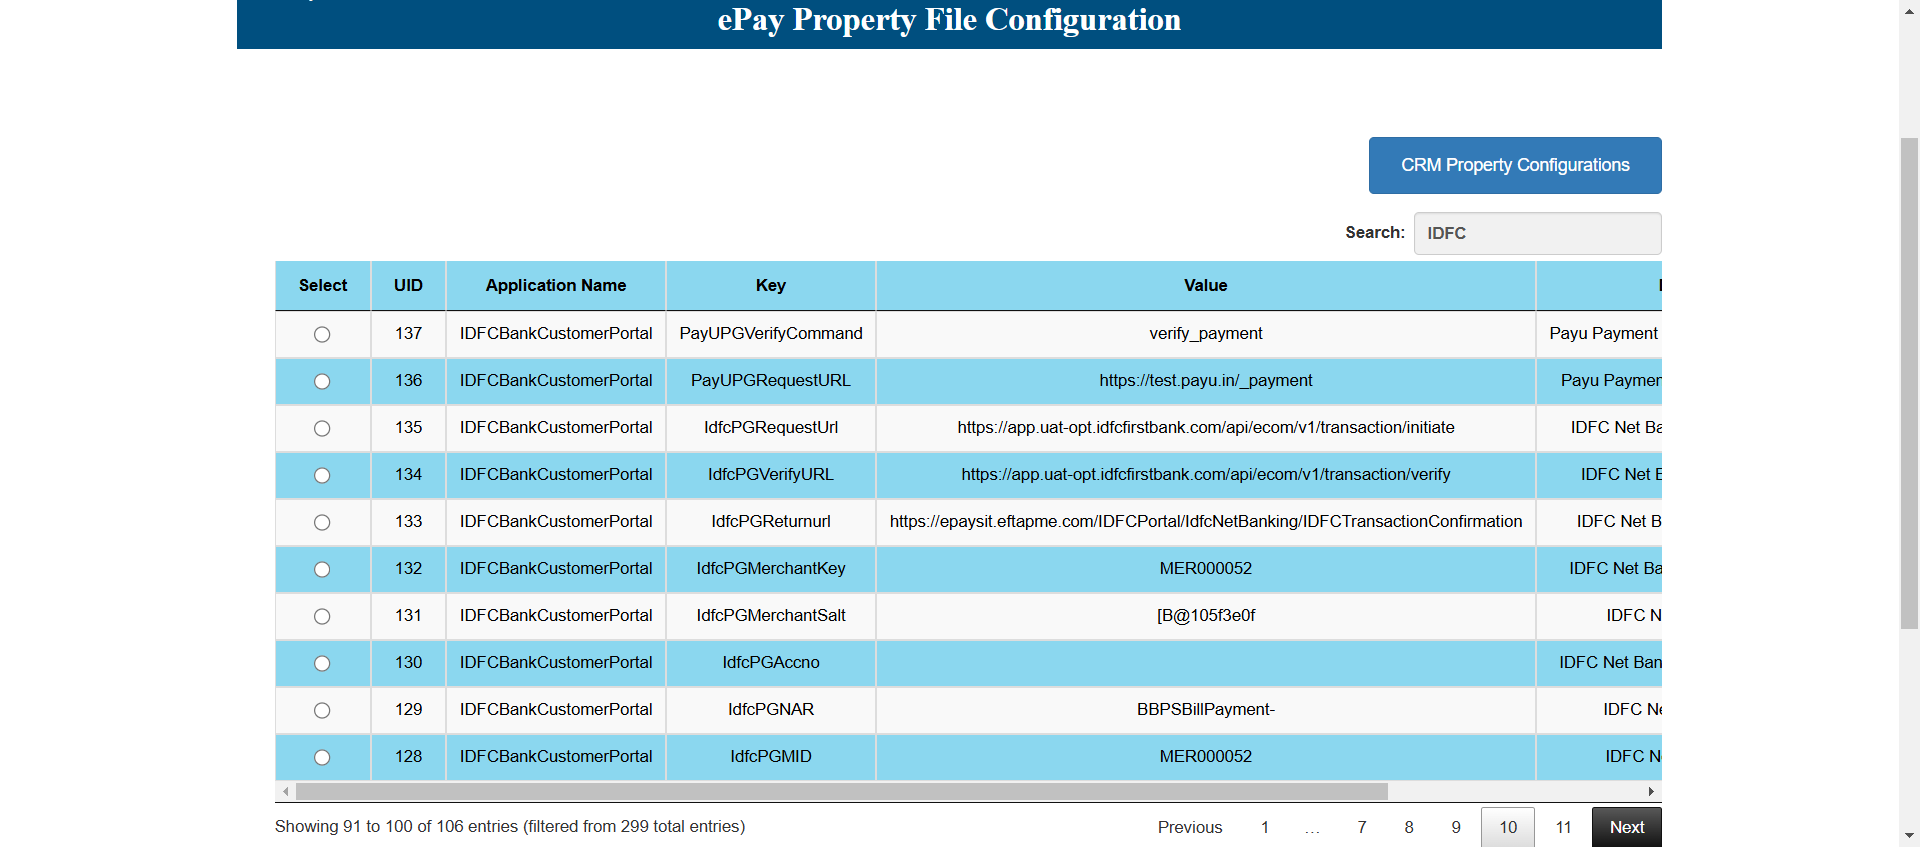 ePay Property File Configuration
CRM Property Configurations
Search: IDFC
Select UID Application Name Key Value
137 IDFCBankCustomerPortal PayUPGVerifyCommand verify_payment Payu Payment
136 IDFCBankCustomerPortal PayUPGRequestURL https://test.payu.in/_payment Payu
135 IDFCBankCustomerPortal IdfcPGRequestUrl https://app.uat-opt.idfcfirstbank.com/api/ecom/v1/transaction/initiate IDFC Net
134 IDFCBankCustomerPortal IdfcPGVerifyURL https://app.uat-opt.idfcfirstbank.com/api/ecom/v1/transaction/verify IDFC Net
133 IDFCBankCustomerPortal IdfcPGReturnurl https://epaysit.eftapme.com/IDFCPortal/IdfcNetBanking/IDFCTransactionConfirmation IDFC Net
132 IDFCBankCustomerPortal IdfcPGMerchantKey MER000052 IDFC Net
131 IDFCBankCustomerPortal IdfcPGMerchantSalt [B@105f3e0f IDFC
130 IDFCBankCustomerPortal IdfcPGAccno IDFC Net
129 IDFCBankCustomerPortal IdfcPGNAR BBPSBillPayment- IDFC
128 IDFCBankCustomerPortal IdfcPGMID MER000052 IDFC
Showing 91 to 100 of 106 entries (filtered from 299 total entries)
Previous 1 … 7 8 9 10 11 Next